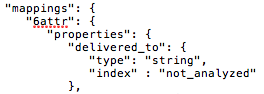 "mappings": {
"6attr": {
"properties": {
"delivered_to": {
"type": "string",
"index" : "not_analyzed"
},